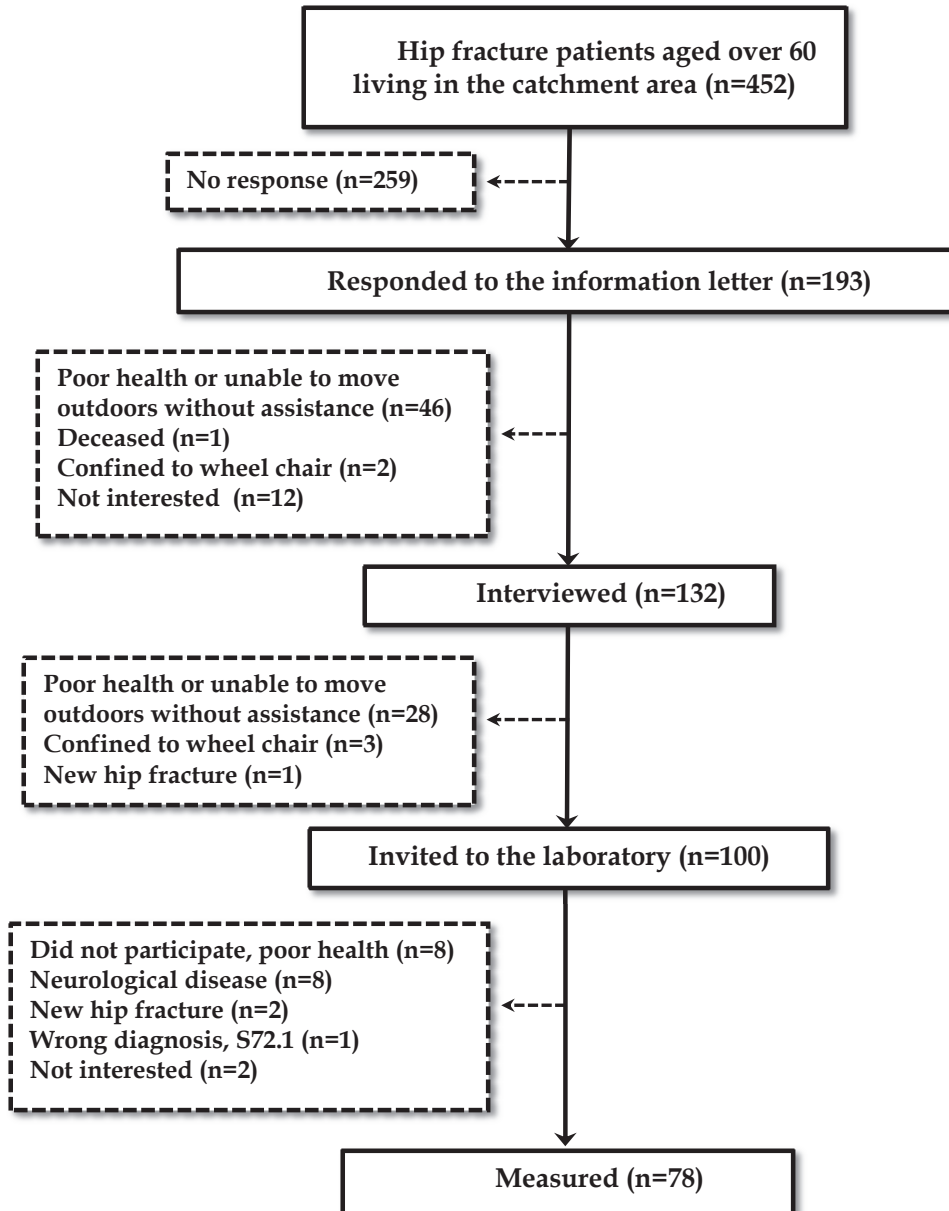 Hip fracture patients aged over 60
living in the catchment area (n=452)
No response (n=259)
Responded to the information letter (n=193)
Poor health or unable to move
outdoors without assistance (n=46)
Deceased (n=1)
Confined to wheel chair (n=2)
Not interested (n=12)
Interviewed (n=132)
Poor health or unable to move
outdoors without assistance (n=28)
Confined to wheel chair (n=3)
New hip fracture (n=1)
Invited to the laboratory (n=100)
Did not participate, poor health (n=8)
Neurological disease (n=8)
New hip fracture (n=2)
Wrong diagnosis, S72.1 (n=1)
Not interested (n=2)
Measured (n=78)